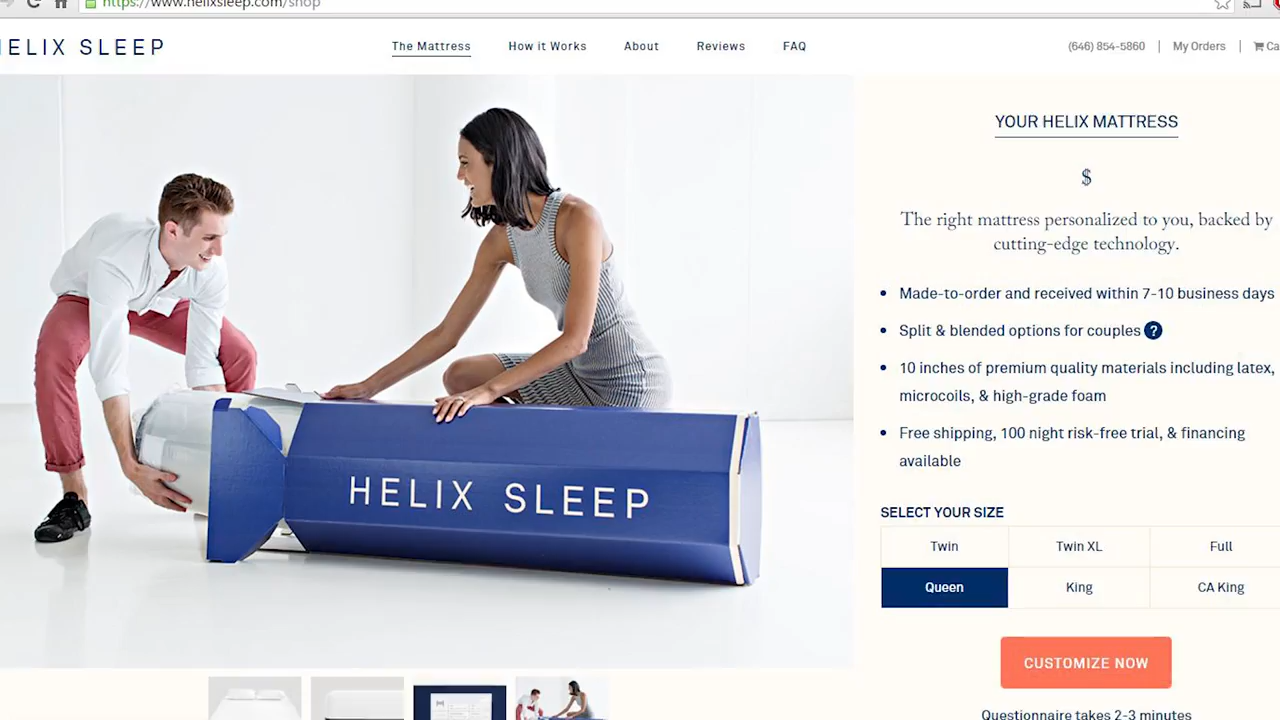 https://www.helixsleep.com/shop
HELIX SLEEP
The Mattress
How it Works
About
Reviews
FAQ
(646) 854-5860
My Orders
YOUR HELIX MATTRESS
$
The right mattress personalized to you, backed by
cutting-edge technology.
Made-to-order and received within 7-10 business days
Split & blended options for couples ?
10 inches of premium quality materials including latex,
microcoils, & high-grade foam
Free shipping, 100 night risk-free trial, & financing
available
HELIX SLEEP
SELECT YOUR SIZE
Twin
Twin XL
Full
Queen
King
CA King
CUSTOMIZE NOW
Questionnaire takes 2-3 minutes